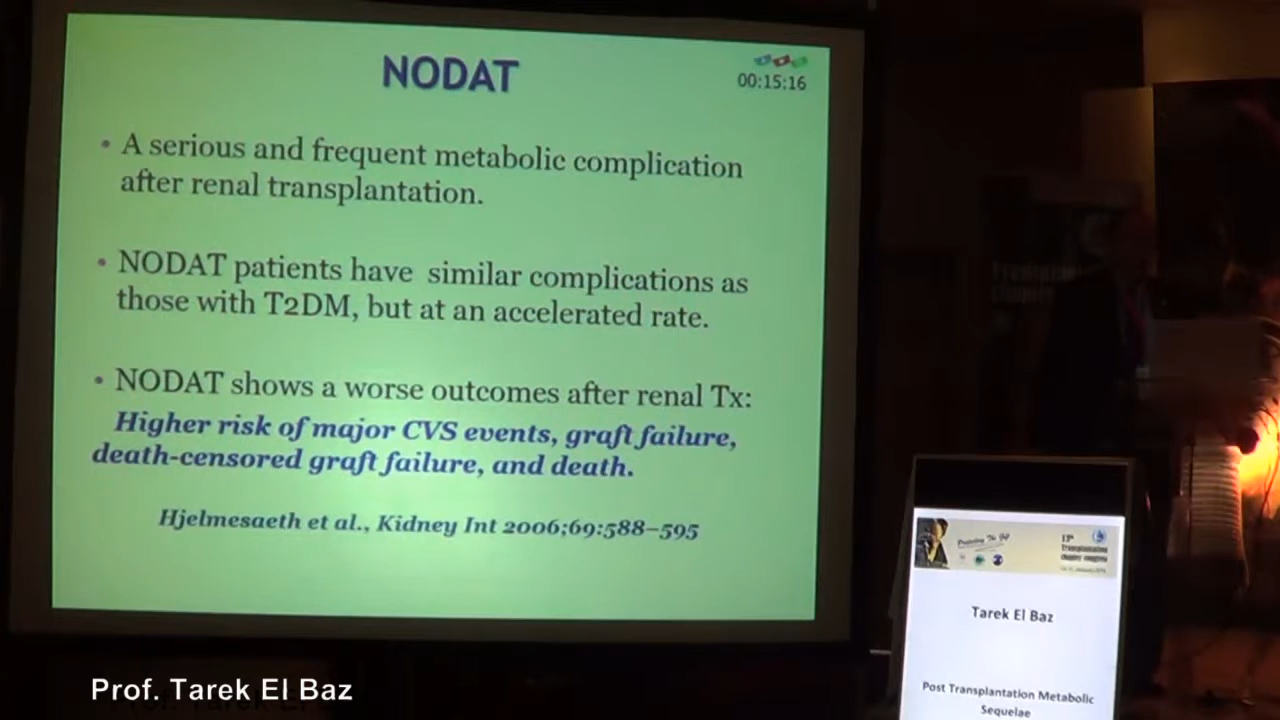 NODAT
00:15:16
• A serious and frequent metabolic complication
after renal transplantation.
• NODAT patients have similar complications as
those with T2DM, but at an accelerated rate.
• NODAT shows a worse outcomes after renal Tx:
Higher risk of major CVS events, graft failure,
death-censored graft failure, and death.
Hjelmesaeth et al., Kidney Int 2006;69:588–595
13th
Transplantation
Tarek El Baz
Post Transplantation Metabolic
Sequelae
Prof. Tarek El Baz